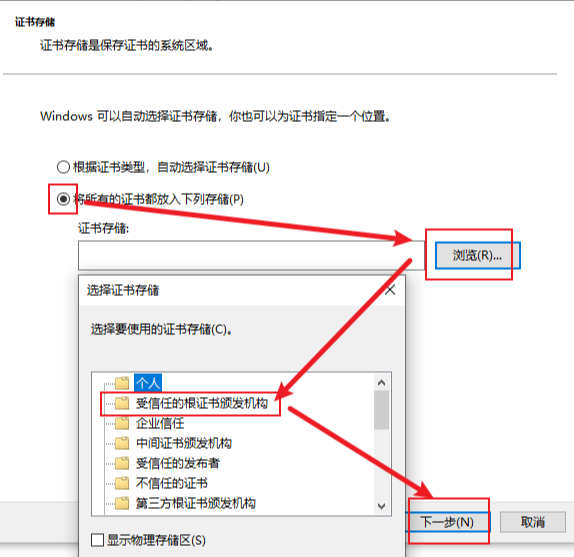 证书存储
证书存储是保存证书的系统区域。
Windows 可以自动选择证书存储，你也可以为证书指定一个位置。
根据证书类型，自动选择证书存储(U)
将所有的证书都放入下列存储(P)
证书存储:
浏览(R)...
选择证书存储
选择要使用的证书存储(C)。
个人
受信任的根证书颁发机构
企业信任
中间证书颁发机构
受信任的发布者
不信任的证书
第三方根证书颁发机构
显示物理存储区(S)
下一步(N)
取消